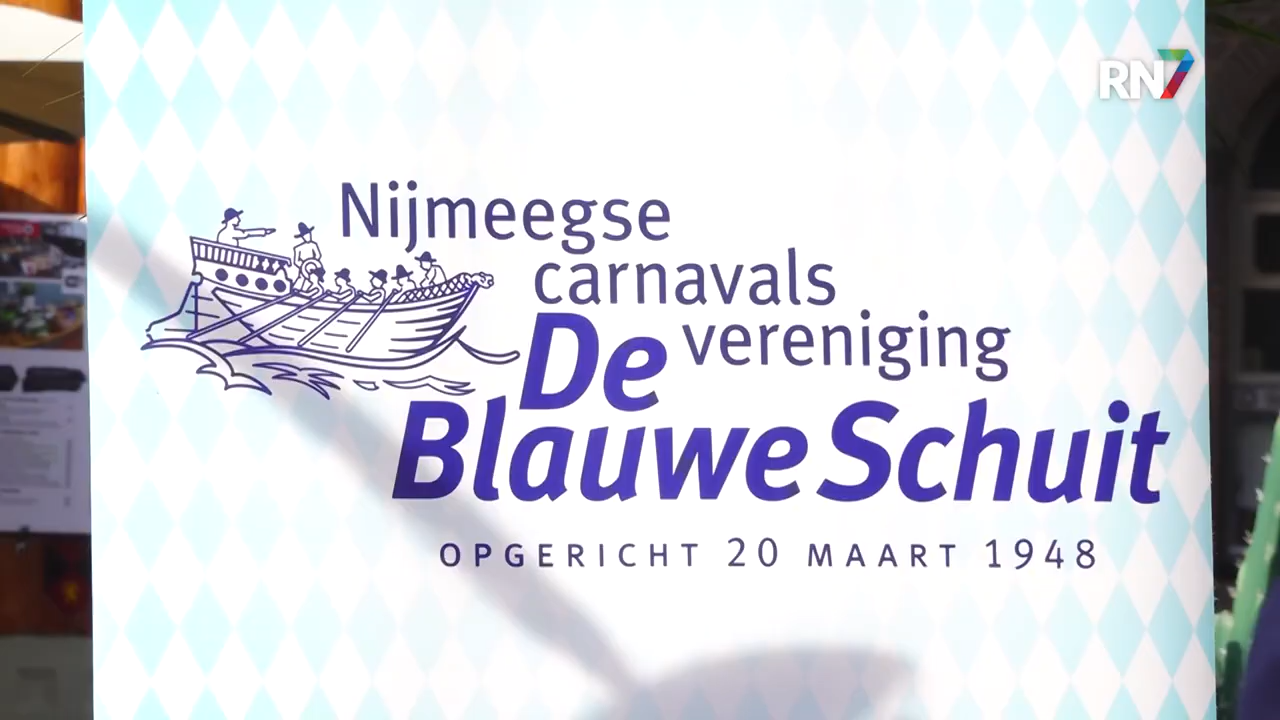 RN7
Nijmeegse
carnavals
vereniging
De
Blauwe Schuit
OPGERICHT 20 MAART 1948